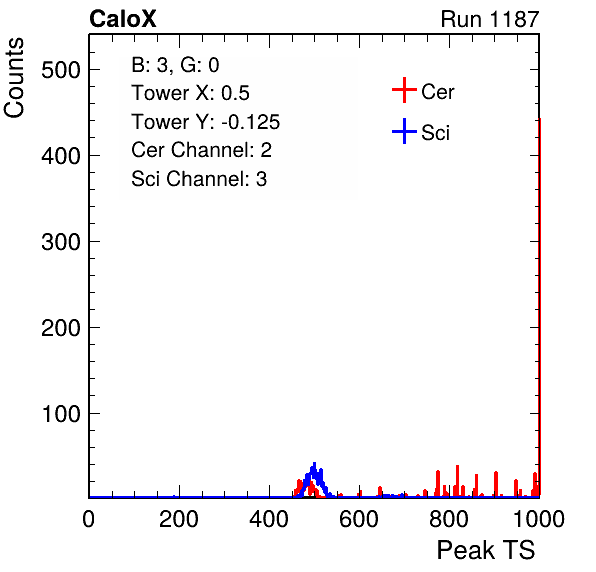 CaloX
Run 1187
Counts
B: 3, G: 0
Tower X: 0.5
Tower Y: -0.125
Cer Channel: 2
Sci Channel: 3
Cer
Sci
500
400
300
200
100
0 200 400 600 800 1000
Peak TS